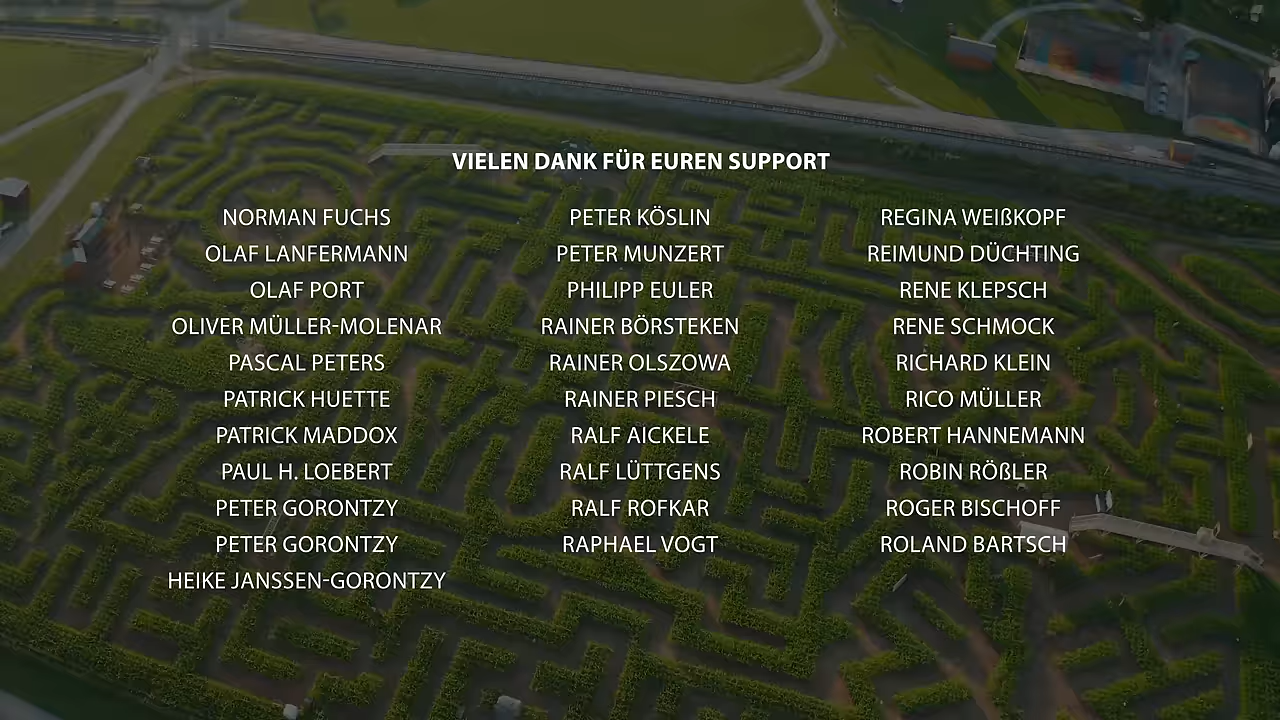 VIELEN DANK FÜR EUREN SUPPORT
NORMAN FUCHS
OLAF LANFERMANN
OLAF PORT
OLIVER MÜLLER-MOLENAR
PASCAL PETERS
PATRICK HUETTE
PATRICK MADDOX
PAUL H. LOEBERT
PETER GORONTZY
PETER GORONTZY
HEIKE JANSSEN-GORONTZY
PETER KÖSLIN
PETER MUNZERT
PHILIPP EULER
RAINER BÖRSTEKEN
RAINER OLSZOWA
RAINER PIESCH
RALF AICKELE
RALF LÜTTGENS
RALF ROFKAR
RAPHAEL VOGT
REGINA WEIßKOPF
REIMUND DÜCHTING
RENE KLEPSCH
RENE SCHMOCK
RICHARD KLEIN
RICO MÜLLER
ROBERT HANNEMANN
ROBIN RÖßLER
ROGER BISCHOFF
ROLAND BARTSCH